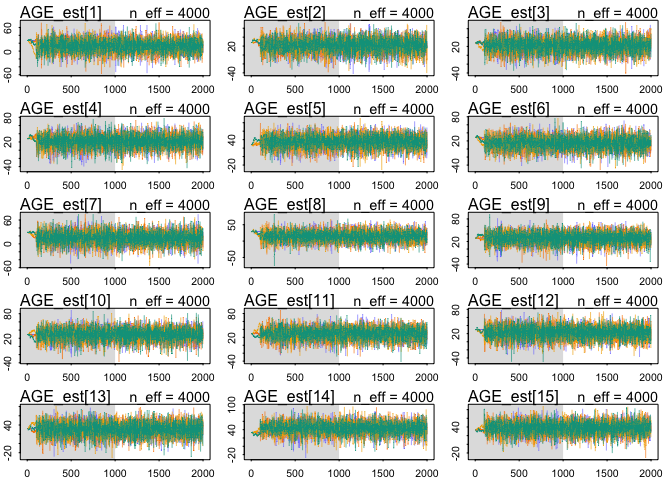 AGE_est[1] n_eff = 4000 AGE_est[2] n_eff = 4000 AGE_est[3] n_eff = 4000
-60 0 60 -40 20 -40 20
0 500 1000 1500 2000 0 500 1000 1500 2000 0 500 1000 1500 2000
AGE_est[4] n_eff = 4000 AGE_est[5] n_eff = 4000 AGE_est[6] n_eff = 4000
-40 20 80 -20 40 -40 20 80
0 500 1000 1500 2000 0 500 1000 1500 2000 0 500 1000 1500 2000
AGE_est[7] n_eff = 4000 AGE_est[8] n_eff = 4000 AGE_est[9] n_eff = 4000
-60 0 60 -50 50 -40 20 80
0 500 1000 1500 2000 0 500 1000 1500 2000 0 500 1000 1500 2000
AGE_est[10] n_eff = 4000 AGE_est[11] n_eff = 4000 AGE_est[12] n_eff = 4000
-40 20 80 -40 20 80 -40 20 80
0 500 1000 1500 2000 0 500 1000 1500 2000 0 500 1000 1500 2000
AGE_est[13] n_eff = 4000 AGE_est[14] n_eff = 4000 AGE_est[15] n_eff = 4000
-20 40 -20 40 100 -20 40
0 500 1000 1500 2000 0 500 1000 1500 2000 0 500 1000 1500 2000